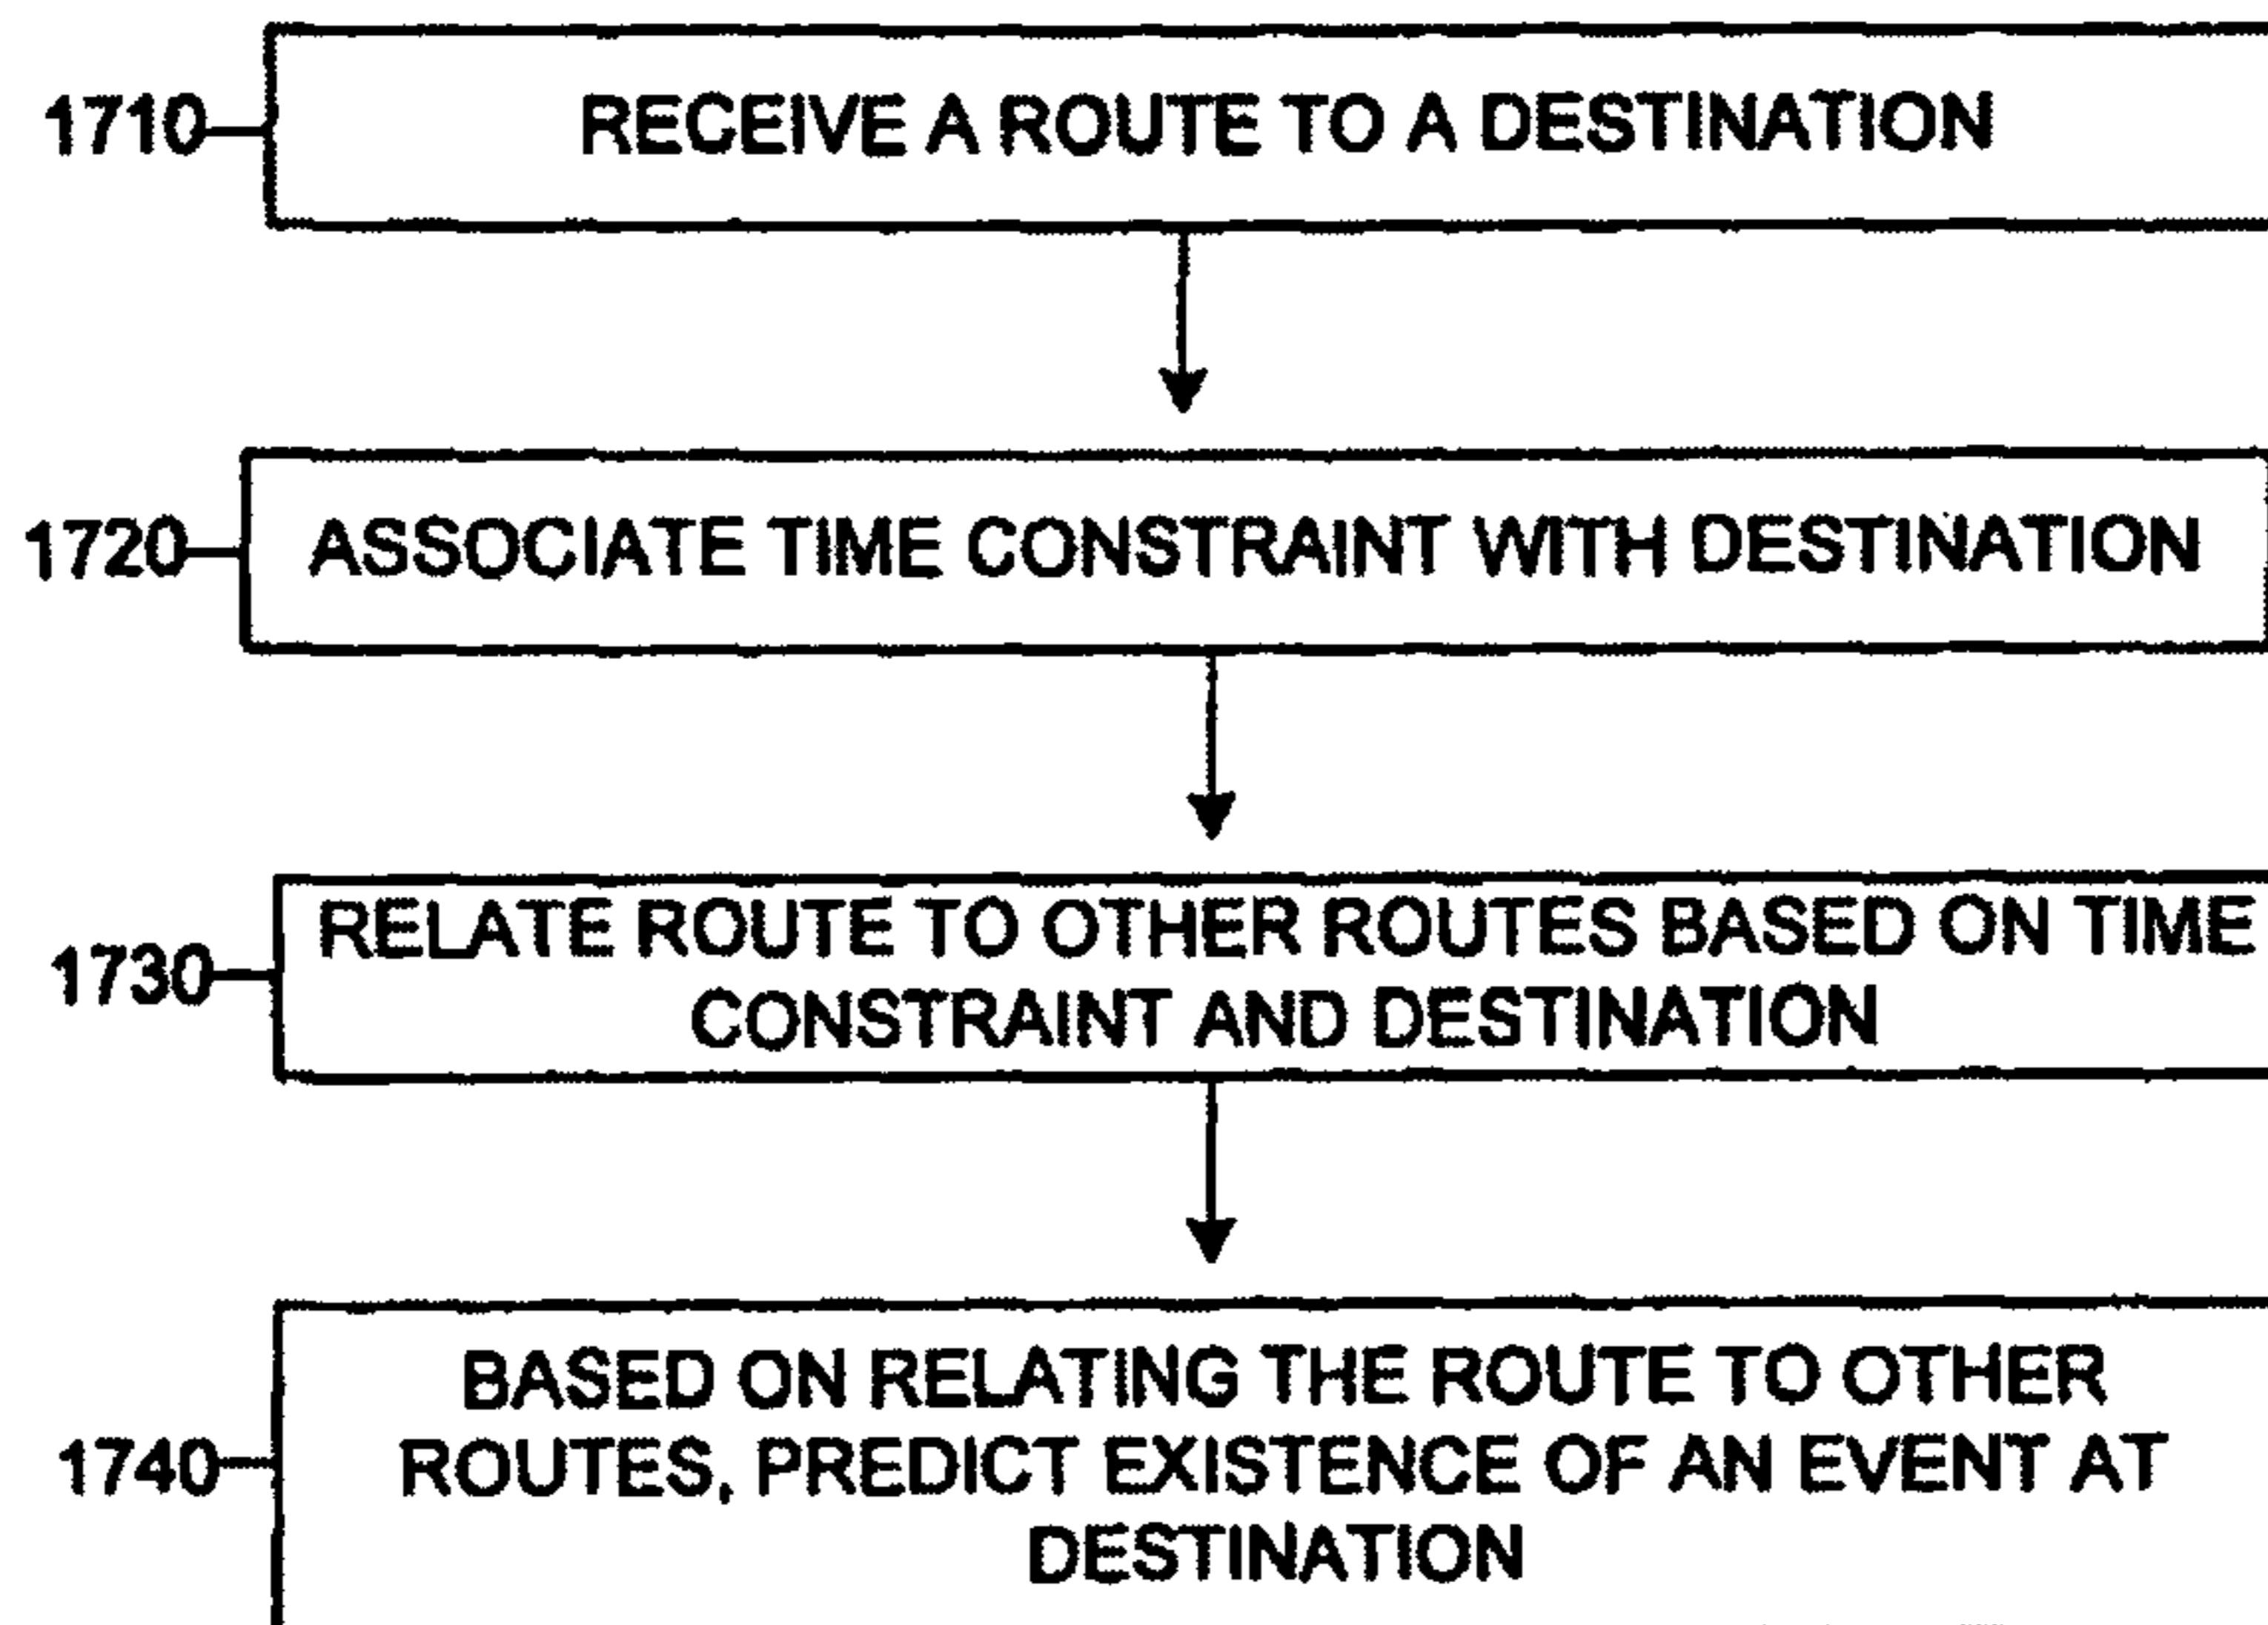 1710
RECEIVE A ROUTE TO A DESTINATION
1720
ASSOCIATE TIME CONSTRAINT WITH DESTINATION
1730
RELATE ROUTE TO OTHER ROUTES BASED ON TIME
CONSTRAINT AND DESTINATION
1740
BASED ON RELATING THE ROUTE TO OTHER
ROUTES, PREDICT EXISTENCE OF AN EVENT AT
DESTINATION